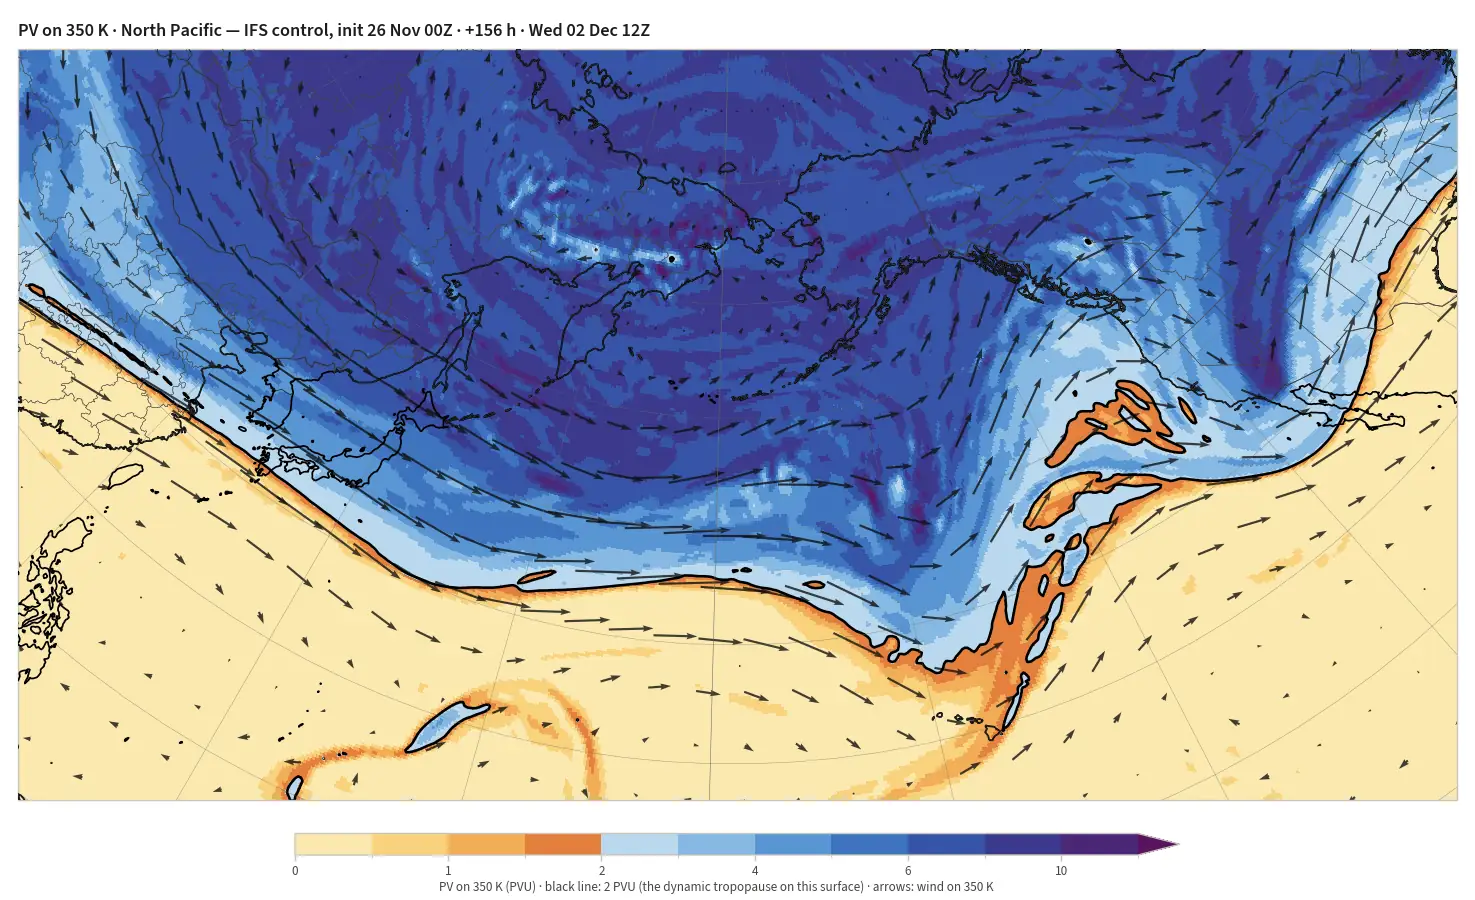 PV on 350 K · North Pacific — IFS control, init 26 Nov 00Z · +156 h · Wed 02 Dec 12Z
0 1 2 4 6 10
PV on 350 K (PVU) · black line: 2 PVU (the dynamic tropopause on this surface) · arrows: wind on 350 K